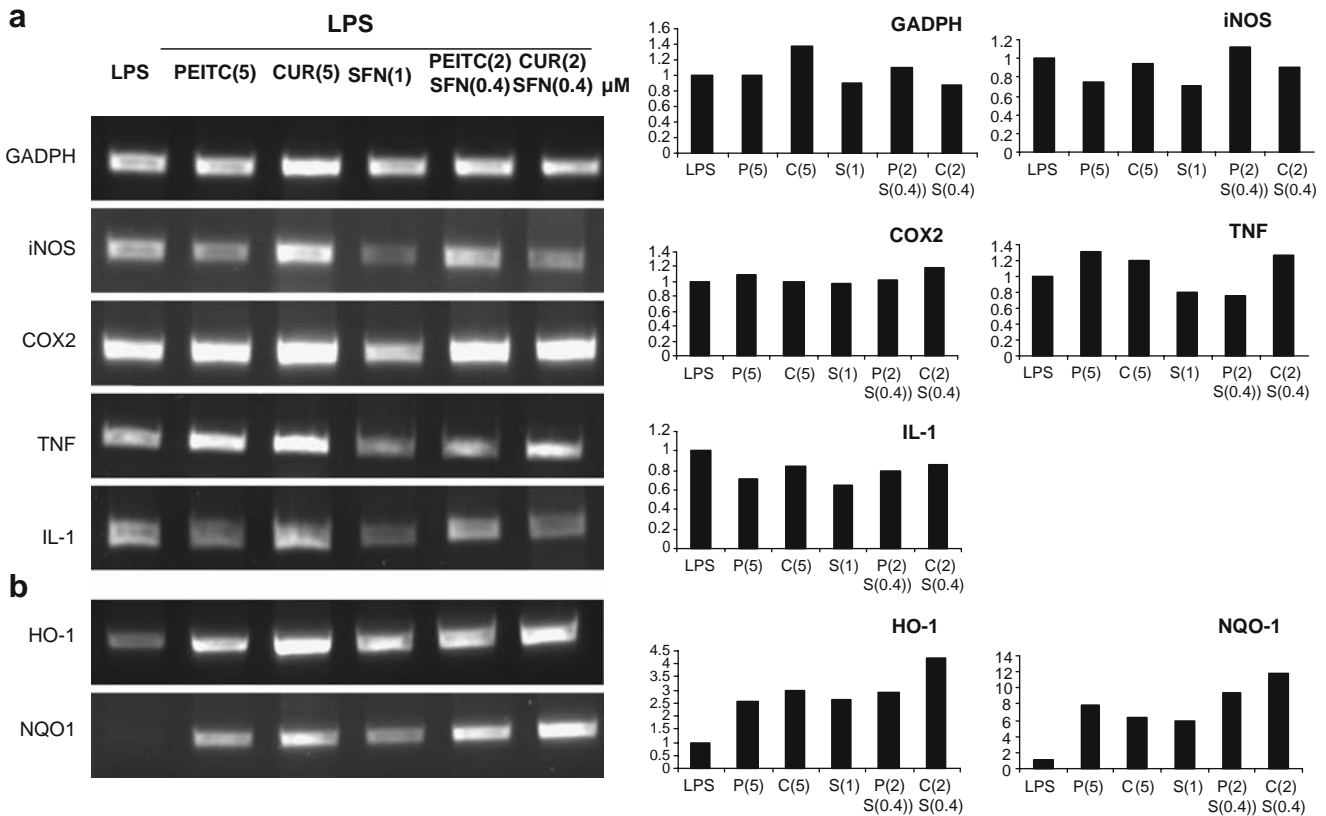 a
LPS
LPS PEITC(5) CUR(5) SFN(1) PEITC(2) SFN(0.4) CUR(2) SFN(0.4) µM
GADPH
iNOS
COX2
TNF
IL-1
b
HO-1
NQO1
GADPH
1.6
1.4
1.2
1
0.8
0.6
0.4
0.2
0
LPS P(5) C(5) S(1) P(2) C(2)
S(0.4)) S(0.4)
iNOS
1.2
1
0.8
0.6
0.4
0.2
0
LPS P(5) C(5) S(1) P(2) C(2)
S(0.4)) S(0.4)
COX2
1.4
1.2
1
0.8
0.6
0.4
0.2
0
LPS P(5) C(5) S(1) P(2) C(2)
S(0.4)) S(0.4)
TNF
1.4
1.2
1
0.8
0.6
0.4
0.2
0
LPS P(5) C(5) S(1) P(2) C(2)
S(0.4)) S(0.4)
IL-1
1.2
1
0.8
0.6
0.4
0.2
0
LPS P(5) C(5) S(1) P(2) C(2)
S(0.4)) S(0.4)
HO-1
4.5
4
3.5
3
2.5
2
1.5
1
0.5
0
LPS P(5) C(5) S(1) P(2) C(2)
S(0.4)) S(0.4)
NQO-1
14
12
10
8
6
4
2
0
LPS P(5) C(5) S(1) P(2) C(2)
S(0.4)) S(0.4)